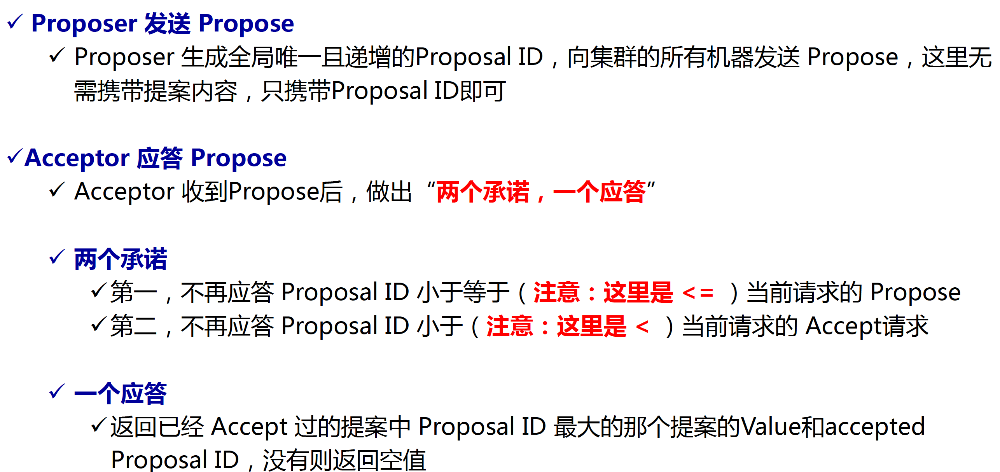 ✓ Proposer 发送 Propose
✓ Proposer 生成全局唯一且递增的Proposal ID，向集群的所有机器发送 Propose，这里无
需携带提案内容，只携带Proposal ID即可
✓Acceptor 应答 Propose
✓ Acceptor 收到Propose后，做出“两个承诺，一个应答”
✓ 两个承诺
✓第一，不再应答 Proposal ID 小于等于（注意：这里是 <= ）当前请求的 Propose
✓第二，不再应答 Proposal ID 小于（注意：这里是 < ）当前请求的 Accept请求
✓ 一个应答
✓返回已经 Accept 过的提案中 Proposal ID 最大的那个提案的Value和accepted
Proposal ID，没有则返回空值